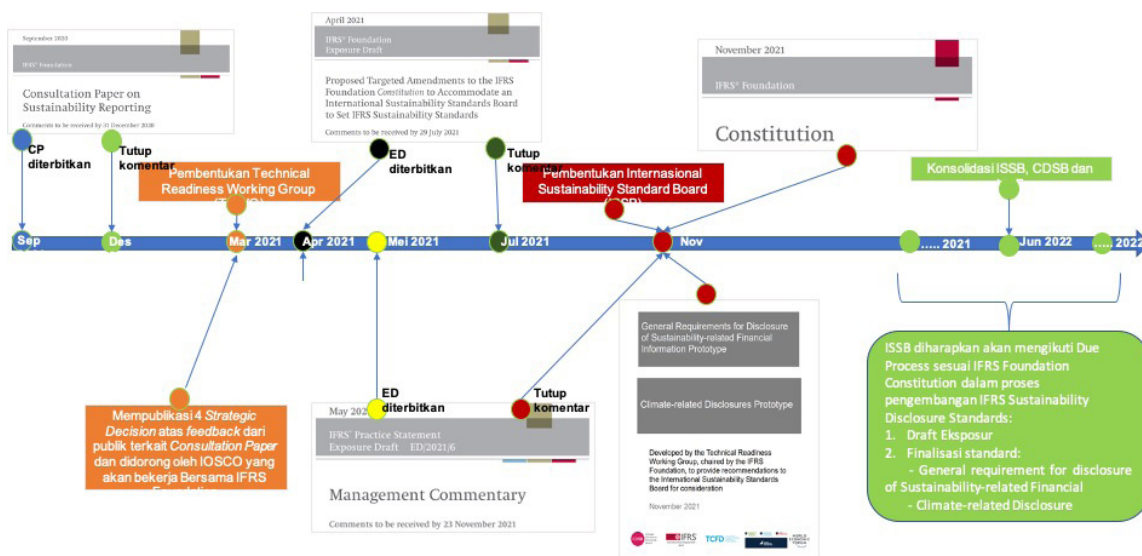 September 2020
IFRS® Foundation
Consultation Paper on
Sustainability Reporting
Comments to be received by 31 December 2020
April 2021
IFRS® Foundation
Exposure Draft
Proposed Targeted Amendments to the IFRS
Foundation Constitution to Accommodate an
International Sustainability Standards Board
to Set IFRS Sustainability Standards
Comments to be received by 29 July 2021
November 2021
IFRS® Foundation
Constitution
CP
diterbitkan
Tutup
komentar
ED
diterbitkan
Tutup
komentar
Pembentukan Technical
Readiness Working Group
Pembentukan Internasional
Sustainability Standard Board
Konsolidasi ISSB, CDSB dan
Sep
Des
Mar 2021
Apr 2021
Mei 2021
Jul 2021
Nov
..... 2021
Jun 2022
..... 2022
Mempublikasi 4 Strategic
Decision atas feedback dari
publik terkait Consultation Paper
dan didorong oleh IOSCO yang
akan bekerja Bersama IFRS
ED
diterbitkan
Tutup
komentar
May
IFRS® Practice Statement
Exposure Draft ED/2021/6
Management Commentary
Comments to be received by 23 November 2021
General Requirements for Disclosure
of Sustainability-related Financial
Information Prototype
Climate-related Disclosures Prototype
Developed by the Technical Readiness
Working Group, chaired by the IFRS
Foundation, to provide recommendations to
the International Sustainability Standards
Board for consideration
November 2021
IFRS
TCFD
WORLD
ECONOMIC
FORUM
ISSB diharapkan akan mengikuti Due
Process sesuai IFRS Foundation
Constitution dalam proses
pengembangan IFRS Sustainability
Disclosure Standards:
1. Draft Eksposur
2. Finalisasi standard:
- General requirement for disclosure
of Sustainability-related Financial
- Climate-related Disclosure